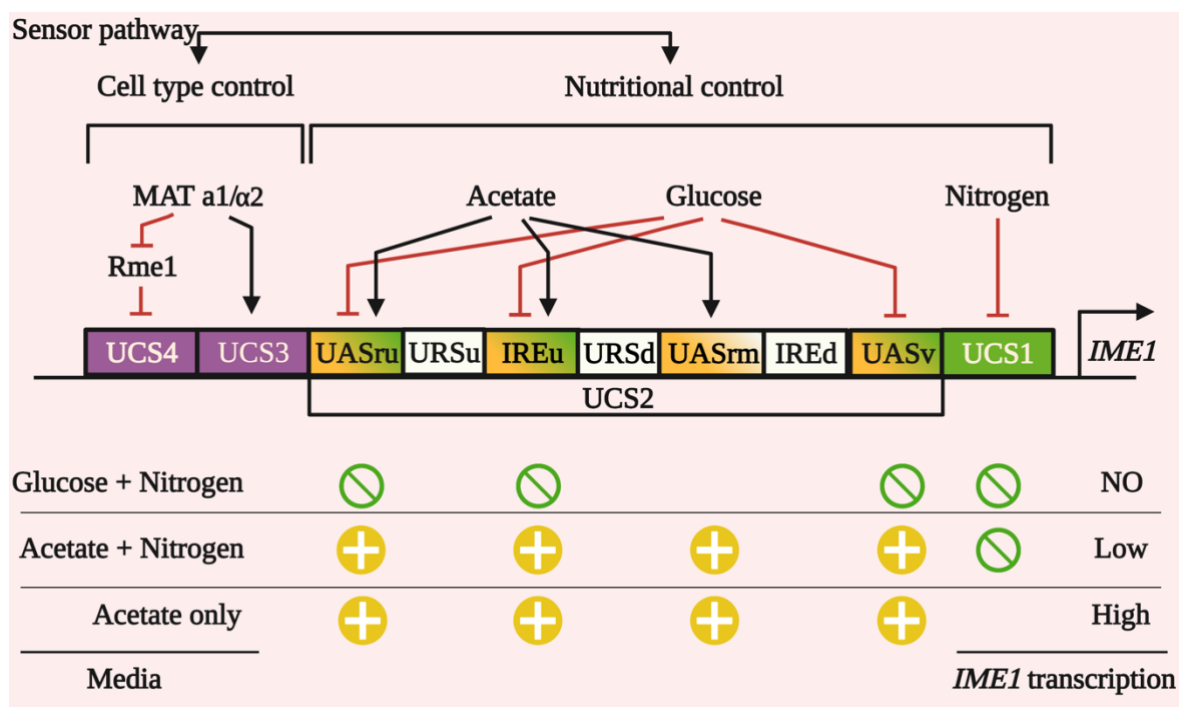 Sensor pathway
Cell type control
Nutritional control
MAT a1/α2
Acetate
Glucose
Nitrogen
Rme1
UCS4 UCS3 UASru URSu IREu URSd UASrm IREd UASv UCS1 IME1
UCS2
Glucose + Nitrogen NO
Acetate + Nitrogen Low
Acetate only High
Media IME1 transcription